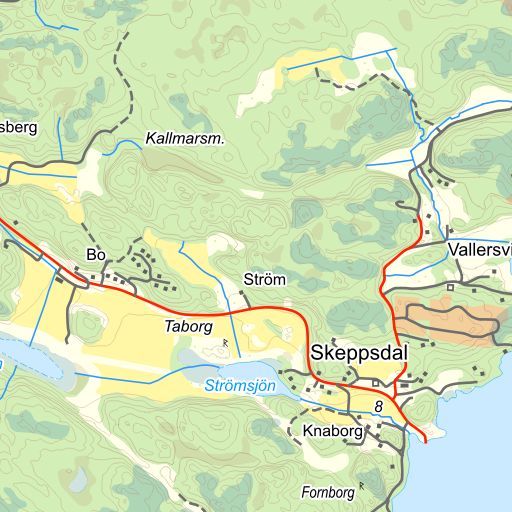 sberg
Kallmarsm.
Bo
Vallersvi
Ström
Taborg
Skeppsdal
n
Strömsjön
8
Knaborg
R
Fornborg R